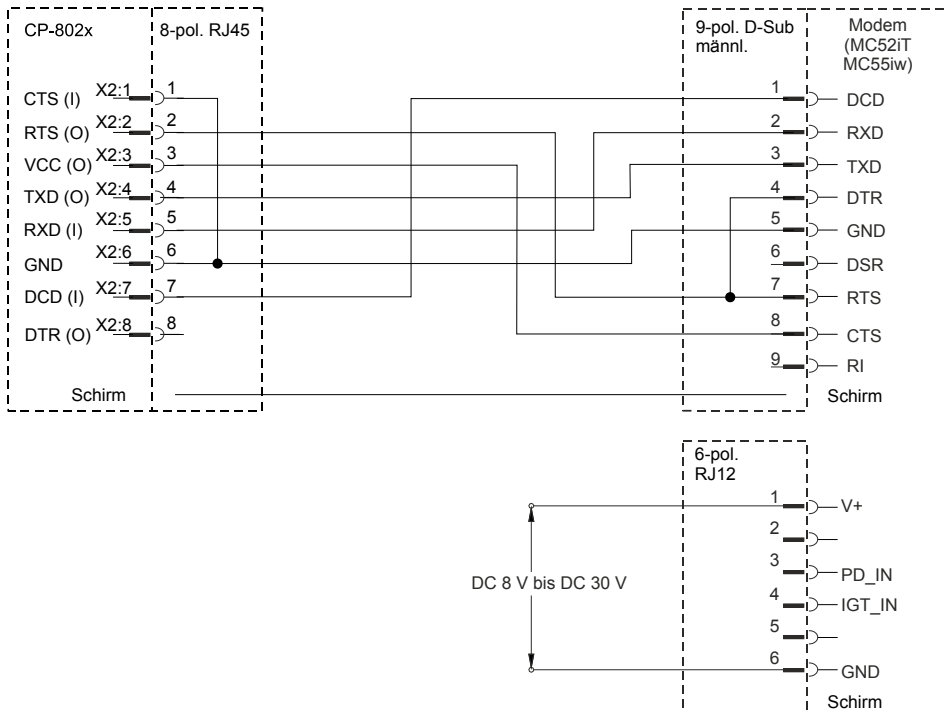 CP-802x
8-pol. RJ45
9-pol. D-Sub
männl.
Modem
(MC52iT
MC55iw)
CTS (I) X2:1 1
RTS (O) X2:2 2
VCC (O) X2:3 3
TXD (O) X2:4 4
RXD (I) X2:5 5
GND X2:6 6
DCD (I) X2:7 7
DTR (O) X2:8 8
Schirm
1 DCD
2 RXD
3 TXD
4 DTR
5 GND
6 DSR
7 RTS
8 CTS
9 RI
Schirm
6-pol.
RJ12
DC 8 V bis DC 30 V
1 V+
2
3 PD_IN
4 IGT_IN
5
6 GND
Schirm